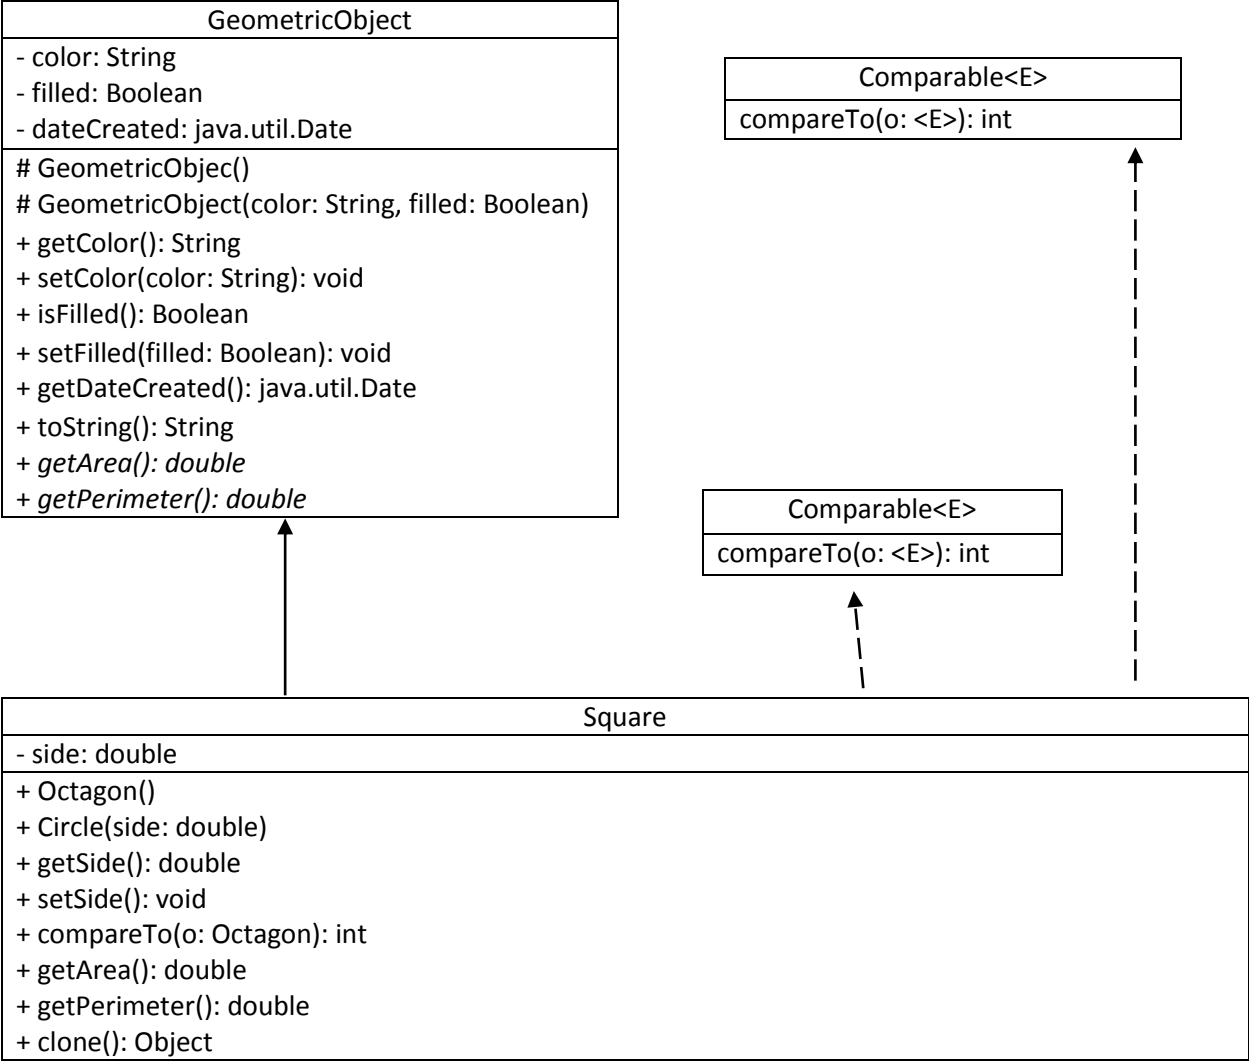 GeometricObject
- color: String
- filled: Boolean
- dateCreated: java.util.Date
# GeometricObjec()
# GeometricObject(color: String, filled: Boolean)
+ getColor(): String
+ setColor(color: String): void
+ isFilled(): Boolean
+ setFilled(filled: Boolean): void
+ getDateCreated(): java.util.Date
+ toString(): String
+ getArea(): double
+ getPerimeter(): double
Comparable<E>
compareTo(o: <E>): int
Comparable<E>
compareTo(o: <E>): int
Square
- side: double
+ Octagon()
+ Circle(side: double)
+ getSide(): double
+ setSide(): void
+ compareTo(o: Octagon): int
+ getArea(): double
+ getPerimeter(): double
+ clone(): Object